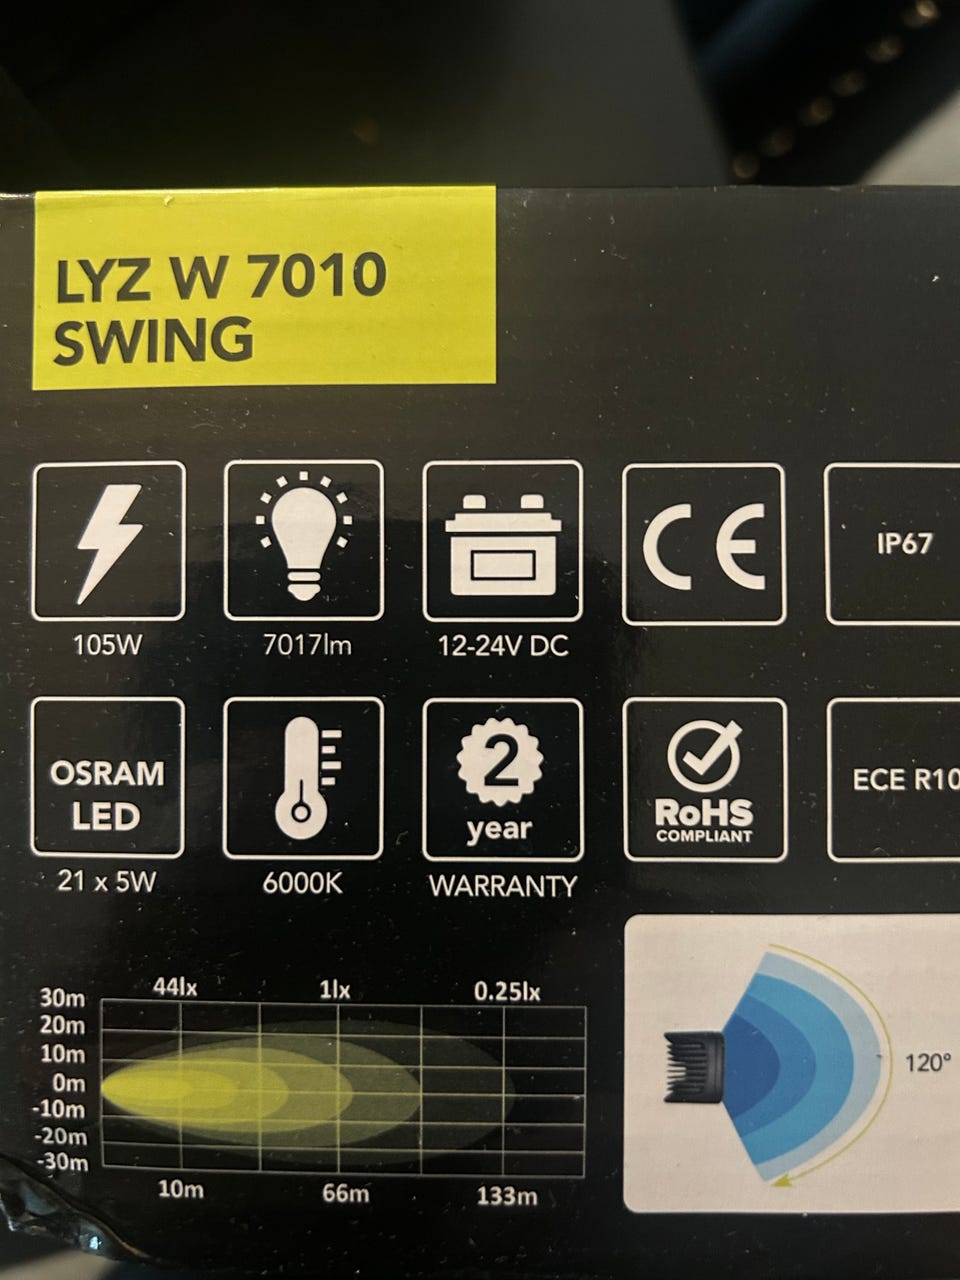 LYZ W 7010
SWING
105W
7017lm
12-24V DC
CE
IP67
OSRAM
LED
21 x 5W
6000K
2
year
WARRANTY
RoHS
COMPLIANT
ECE R10
44lx 1lx 0.25lx
30m
20m
10m
0m
-10m
-20m
-30m
10m 66m 133m
120°